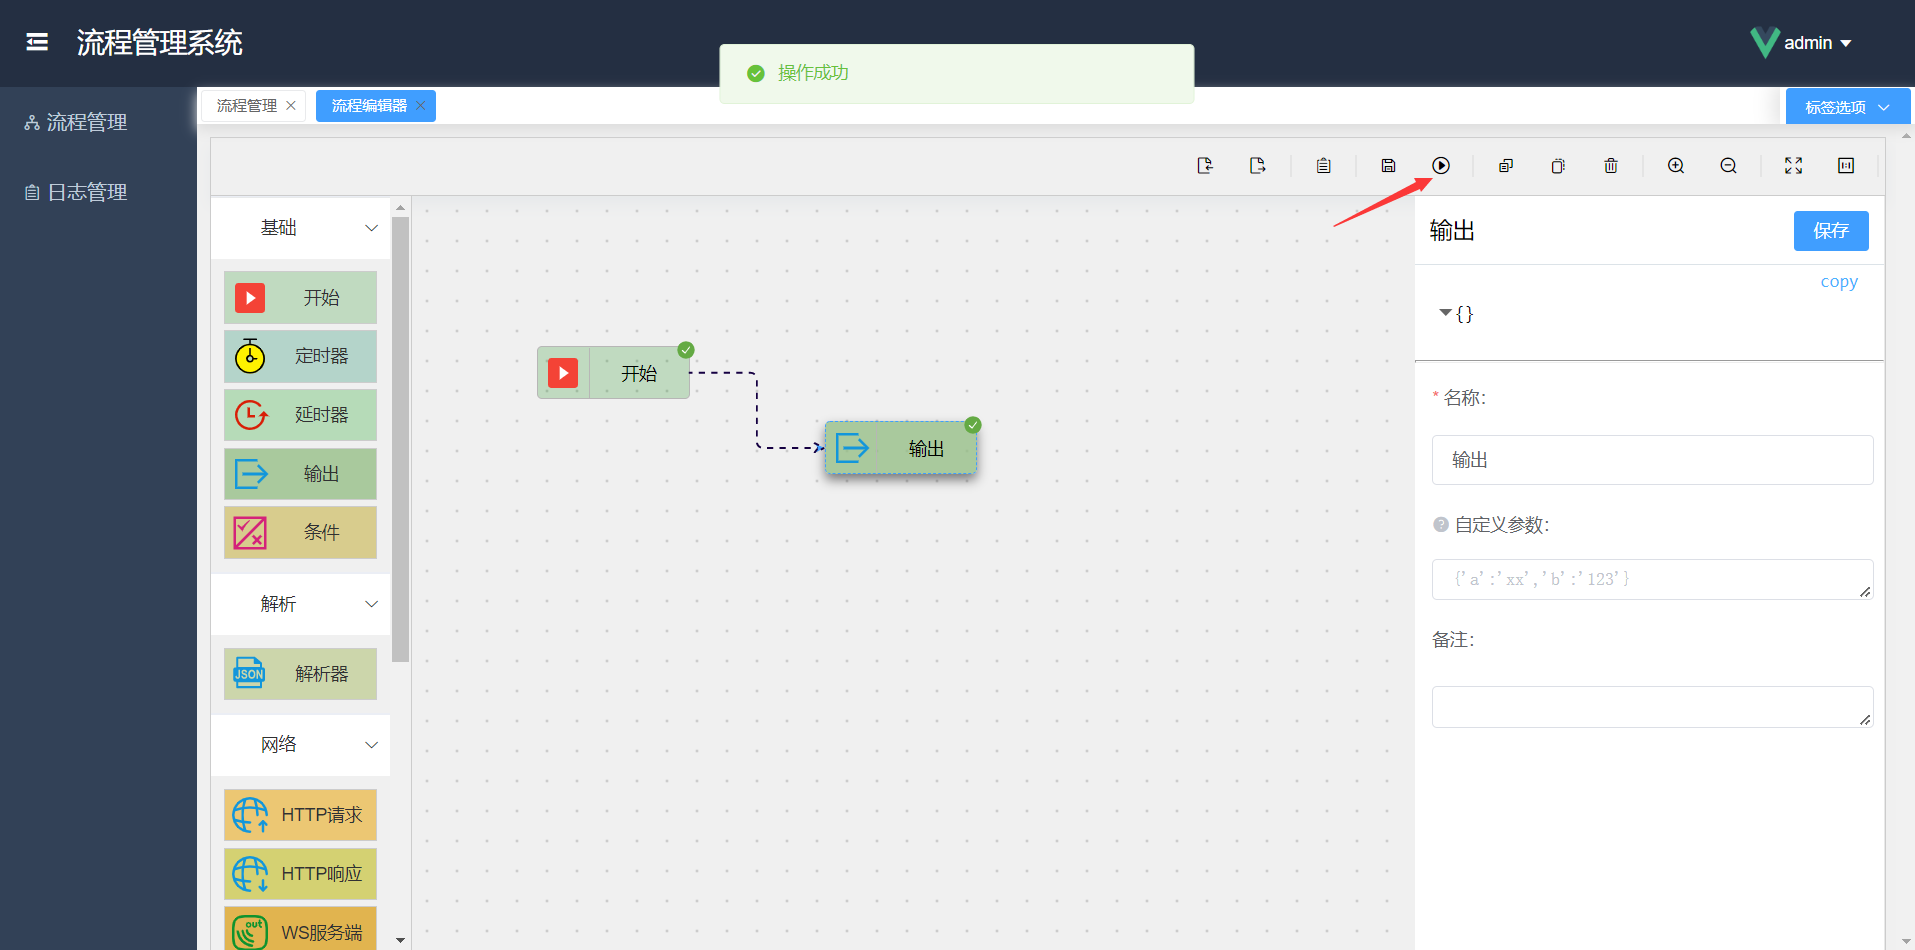 流程管理系统
操作成功
admin
流程管理
日志管理
流程管理
流程编辑器
标签选项
基础
开始
定时器
延时器
输出
条件
解析
JSON
解析器
网络
HTTP请求
HTTP响应
out
WS服务端
开始
输出
输出
保存
copy
{}
* 名称:
输出
? 自定义参数:
{'a':'xx','b':'123'}
备注: